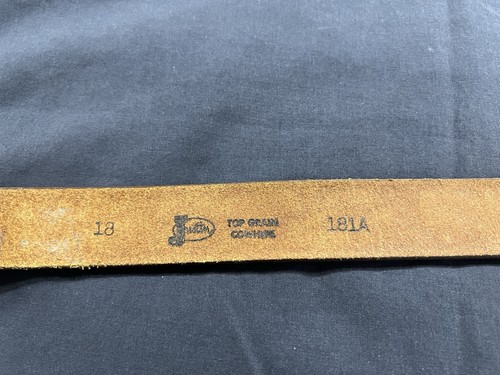 18
Justin
TOP GRAIN
COWHIDE
181A